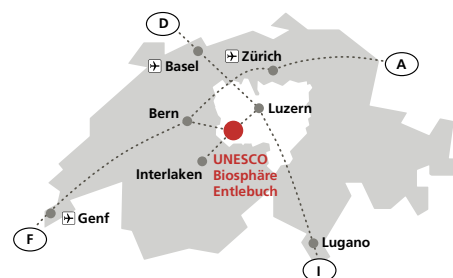 D
Zürich
A
Basel
Bern
Luzern
UNESCO
Biosphäre
Entlebuch
Interlaken
Genf
F
Lugano
I